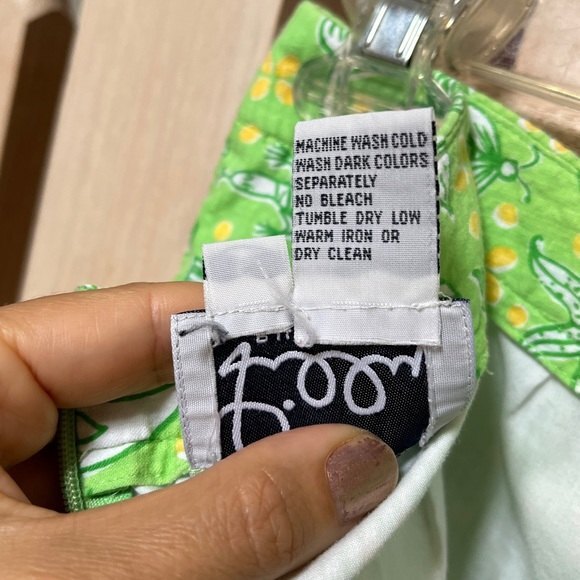 MACHINE WASH COLD
WASH DARK COLORS
SEPARATELY
NO BLEACH
TUMBLE DRY LOW
WARM IRON OR
DRY CLEAN